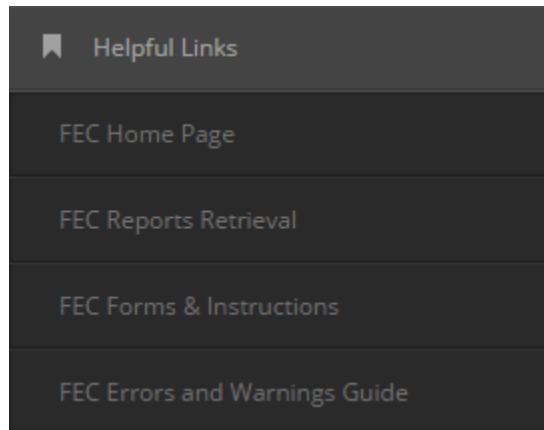 Helpful Links
FEC Home Page
FEC Reports Retrieval
FEC Forms & Instructions
FEC Errors and Warnings Guide